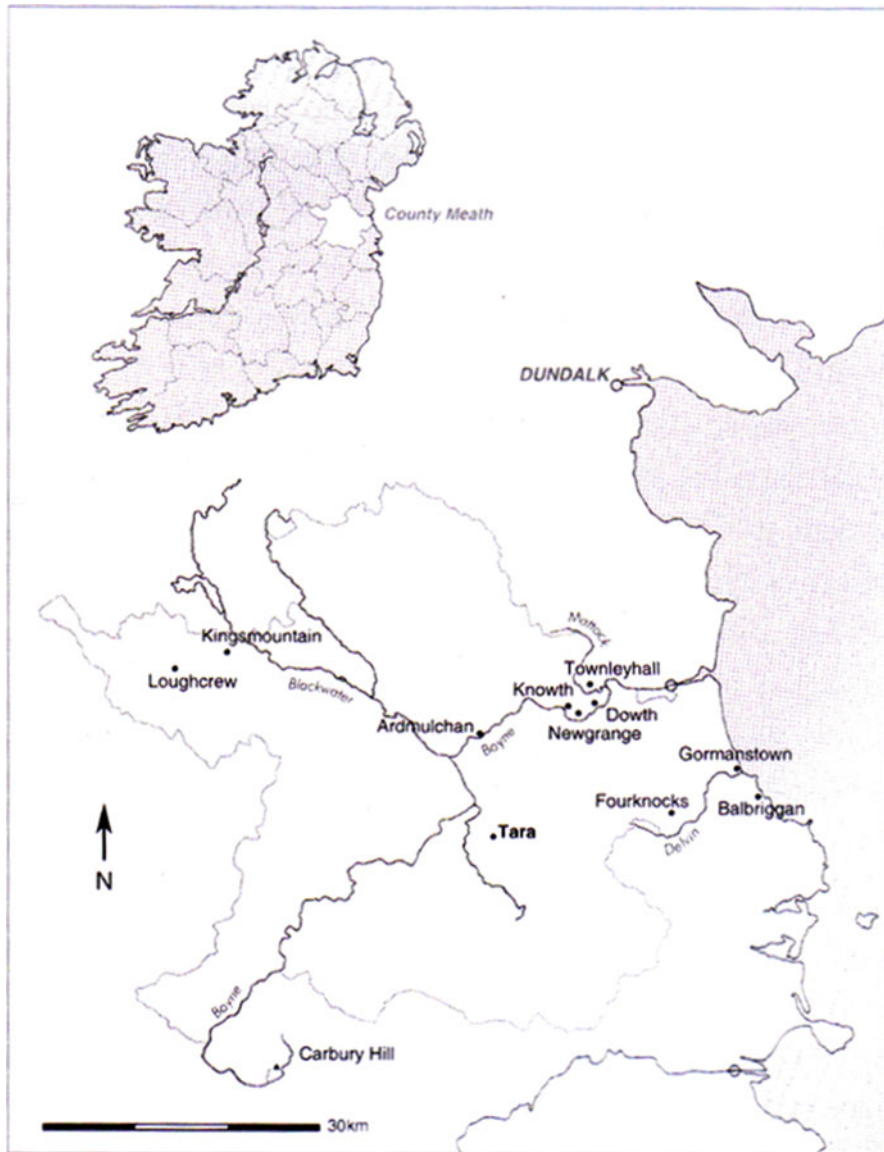 County Meath
DUNDALK
Mattock
Kingsmountain
Townleyhall
Loughcrew
Blackwater
Knowth
Dowth
Ardmulchan
Boyne
Newgrange
Gormanstown
Fourknocks
Balbriggan
Tara
Delvin
N
Boyne
Carbury Hill
30km